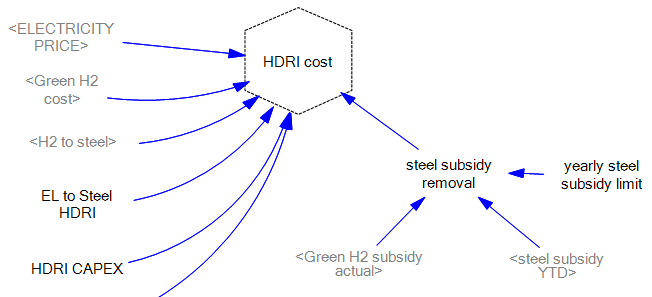 <ELECTRICITY
PRICE>
HDRI cost
<Green H2
cost>
<H2 to steel>
EL to Steel
HDRI
HDRI CAPEX
steel subsidy
removal
yearly steel
subsidy limit
<Green H2 subsidy
actual>
<steel subsidy
YTD>